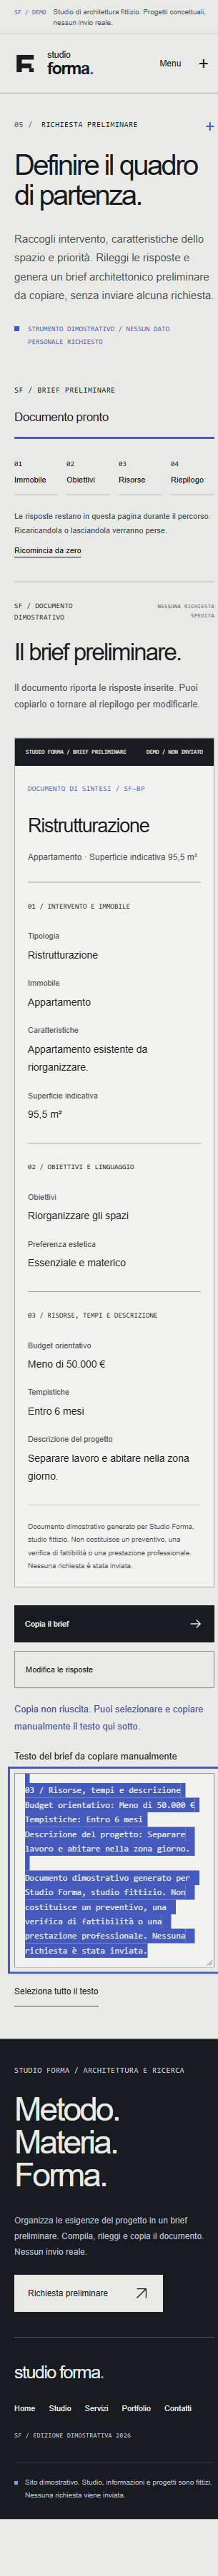 SF / DEMO Studio di architettura fittizio. Progetti concettuali,
nessun invio reale.
studio
forma.
Menu +
05 / RICHIESTA PRELIMINARE +
Definire il quadro
di partenza.
Raccogli intervento, caratteristiche dello
spazio e priorità. Rileggi le risposte e
genera un brief architettonico preliminare
da copiare, senza inviare alcuna richiesta.
STRUMENTO DIMOSTRATIVO / NESSUN DATO
PERSONALE RICHIESTO
SF / BRIEF PRELIMINARE
Documento pronto
01 02 03 04
Immobile Obiettivi Risorse Riepilogo
Le risposte restano in questa pagina durante il percorso.
Ricaricandola o lasciandola verranno perse.
Ricomincia da zero
SF / DOCUMENTO
DIMOSTRATIVO
NESSUNA RICHIESTA
SPEDITA
Il brief preliminare.
Il documento riporta le risposte inserite. Puoi
copiarlo o tornare al riepilogo per modificarle.
STUDIO FORMA / BRIEF PRELIMINARE DEMO / NON INVIATO
DOCUMENTO DI SINTESI / SF—BP
Ristrutturazione
Appartamento · Superficie indicativa 95,5 m²
01 / INTERVENTO E IMMOBILE
Tipologia
Ristrutturazione
Immobile
Appartamento
Caratteristiche
Appartamento esistente da
riorganizzare.
Superficie indicativa
95,5 m²
02 / OBIETTIVI E LINGUAGGIO
Obiettivi
Riorganizzare gli spazi
Preferenza estetica
Essenziale e materico
03 / RISORSE, TEMPI E DESCRIZIONE
Budget orientativo
Meno di 50.000 €
Tempistiche
Entro 6 mesi
Descrizione del progetto
Separare lavoro e abitare nella zona
giorno.
Documento dimostrativo generato per Studio Forma,
studio fittizio. Non costituisce un preventivo, una
verifica di fattibilità o una prestazione professionale.
Nessuna richiesta è stata inviata.
Copia il brief
Modifica le risposte
Copia non riuscita. Puoi selezionare e copiare
manualmente il testo qui sotto.
Testo del brief da copiare manualmente
03 / Risorse, tempi e descrizione
Budget orientativo: Meno di 50.000 €
Tempistiche: Entro 6 mesi
Descrizione del progetto: Separare
lavoro e abitare nella zona giorno.
Documento dimostrativo generato per
Studio Forma, studio fittizio. Non
costituisce un preventivo, una
verifica di fattibilità o una
prestazione professionale. Nessuna
richiesta è stata inviata.
Seleziona tutto il testo
STUDIO FORMA / ARCHITETTURA E RICERCA
Metodo.
Materia.
Forma.
Organizza le esigenze del progetto in un brief
preliminare. Compila, rileggi e copia il documento.
Nessun invio reale.
Richiesta preliminare
studio forma.
Home Studio Servizi Portfolio Contatti
SF / EDIZIONE DIMOSTRATIVA 2026
Sito dimostrativo. Studio, informazioni e progetti sono fittizi.
Nessuna richiesta viene inviata.